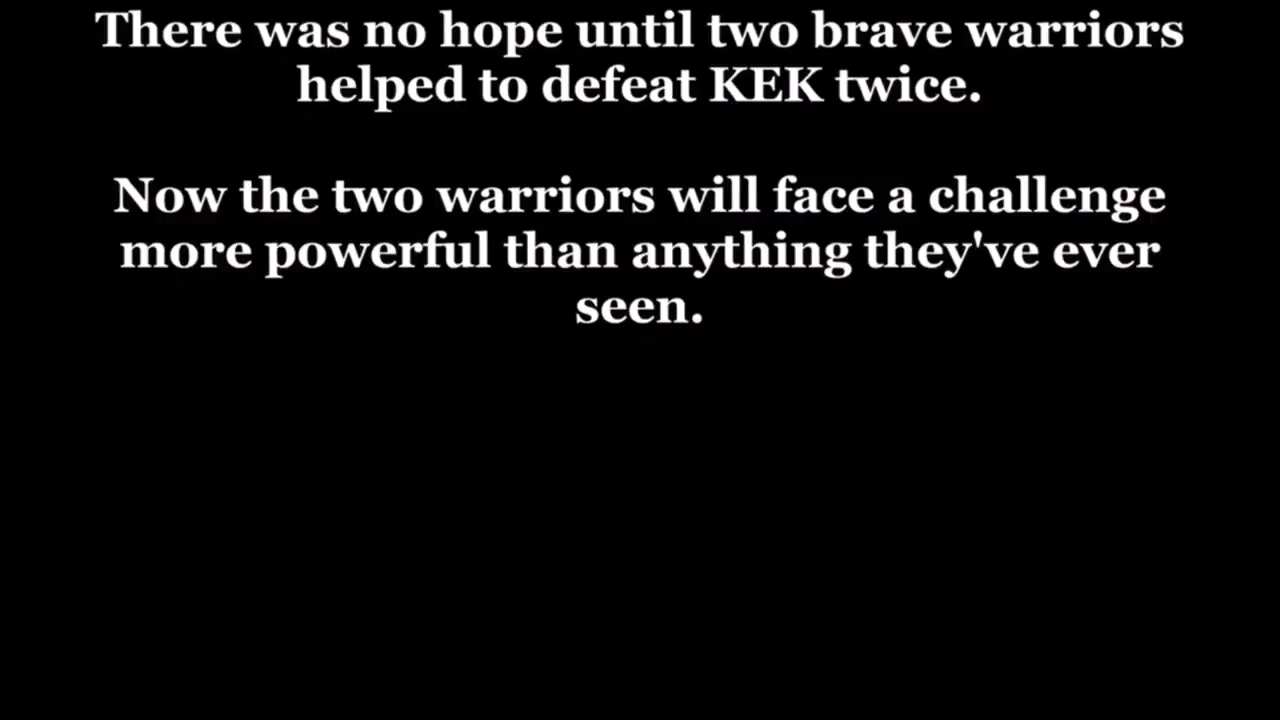 There was no hope until two brave warriors
helped to defeat KEK twice.
Now the two warriors will face a challenge
more powerful than anything they've ever
seen.